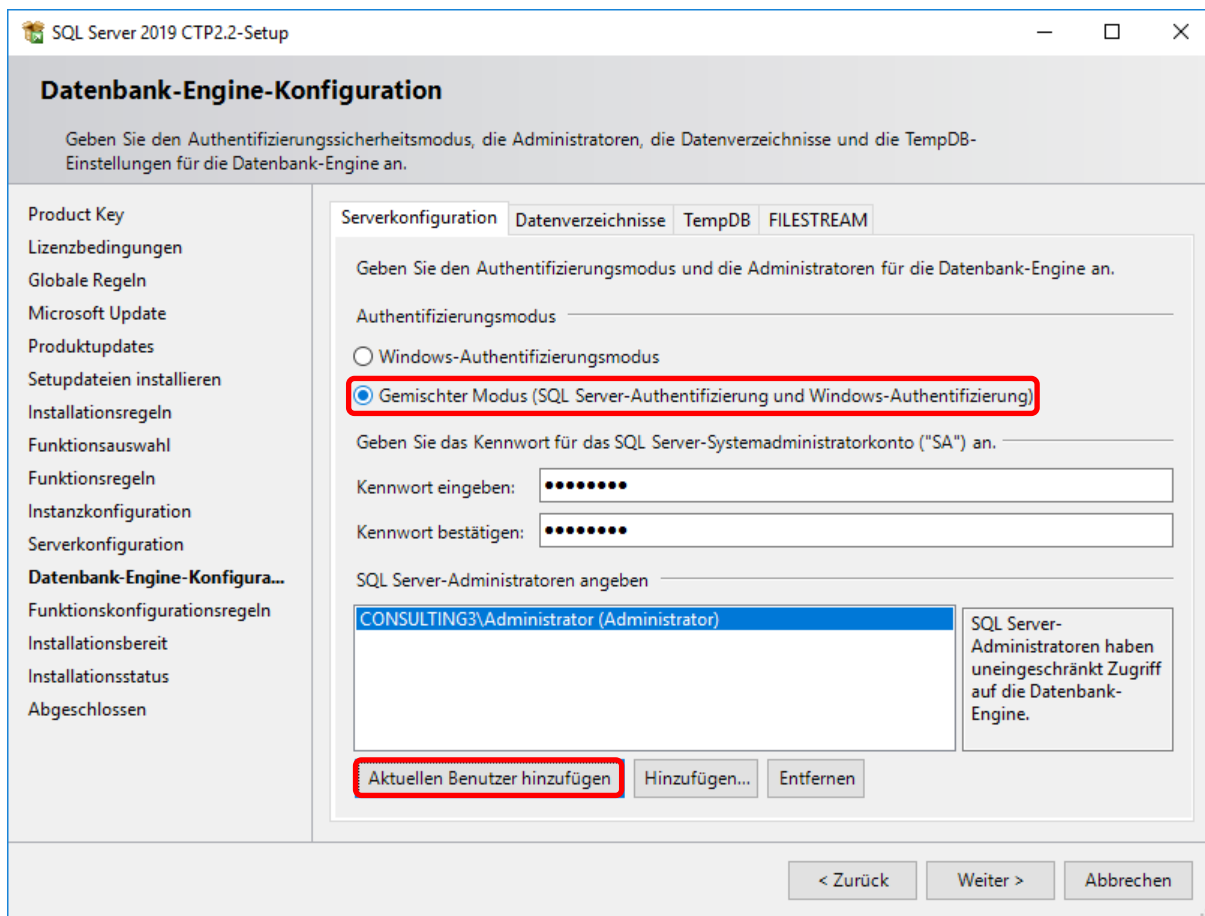 SQL Server 2019 CTP2.2-Setup
Datenbank-Engine-Konfiguration
Geben Sie den Authentifizierungssicherheitsmodus, die Administratoren, die Datenverzeichnisse und die TempDB-
Einstellungen für die Datenbank-Engine an.
Product Key
Lizenzbedingungen
Globale Regeln
Microsoft Update
Produktupdates
Setupdateien installieren
Installationsregeln
Funktionsauswahl
Funktionsregeln
Instanzkonfiguration
Serverkonfiguration
Datenbank-Engine-Konfigura...
Funktionskonfigurationsregeln
Installationsbereit
Installationsstatus
Abgeschlossen
Serverkonfiguration Datenverzeichnisse TempDB FILESTREAM
Geben Sie den Authentifizierungsmodus und die Administratoren für die Datenbank-Engine an.
Authentifizierungsmodus
Windows-Authentifizierungsmodus
Gemischter Modus (SQL Server-Authentifizierung und Windows-Authentifizierung)
Geben Sie das Kennwort für das SQL Server-Systemadministratorkonto ("SA") an.
Kennwort eingeben: ●●●●●●●●
Kennwort bestätigen: ●●●●●●●●
SQL Server-Administratoren angeben
CONSULTING3\Administrator (Administrator)
SQL Server-
Administratoren haben
uneingeschränkt Zugriff
auf die Datenbank-
Engine.
Aktuellen Benutzer hinzufügen Hinzufügen... Entfernen
< Zurück Weiter > Abbrechen